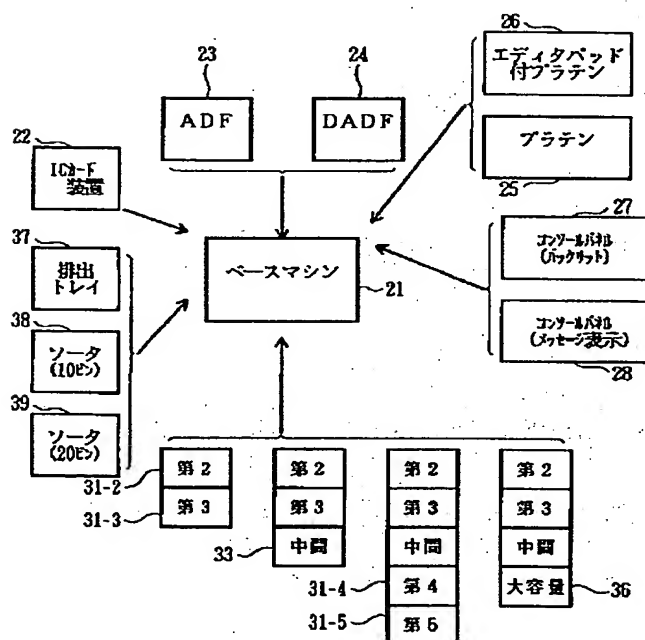 23
24
26
エディタパッド
付プラテン
ADF
DADF
22
ICカード
装置
プラテン
25
27
37
排出
トレイ
ベースマシン
21
コンソールパネル
(バックリット)
38
ソータ
(10ビン)
コンソールパネル
(メッセージ表示)
28
39
ソータ
(20ビン)
31-2
第2
第2
第2
第2
31-3
第3
第3
第3
第3
33
中間
中間
中間
31-4
第4
大容量
36
31-5
第5